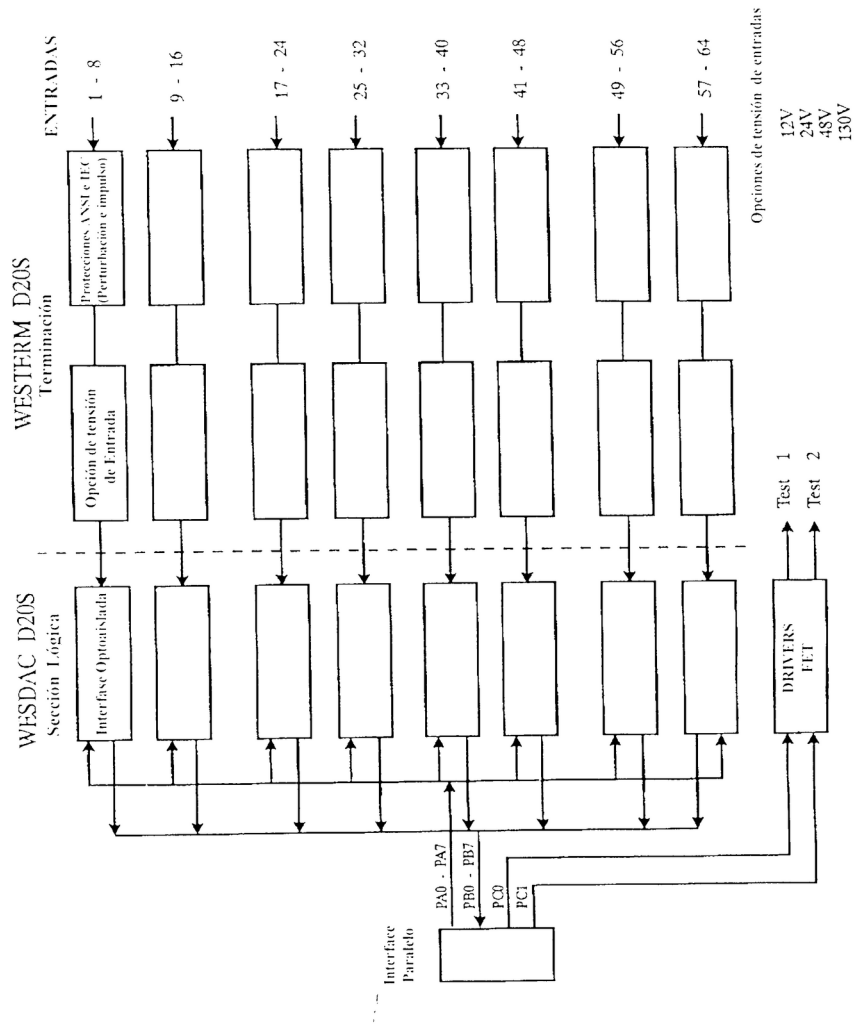 WESDAC D20S
Sección Lógica
WESTERM D20S
Terminación
ENTRADAS
Interfase Optoaislada
Opción de tensión
de Entrada
Protecciones ANSI e IEC
(Perturbación e impulso)
1 - 8
9 - 16
17 - 24
25 - 32
33 - 40
41 - 48
49 - 56
57 - 64
Interface
Paralelo
PA0 - PA7
PB0 - PB7
PC0
PC1
DRIVERS
FET
Test 1
Test 2
Opciones de tensión de entradas
12V
24V
48V
130V